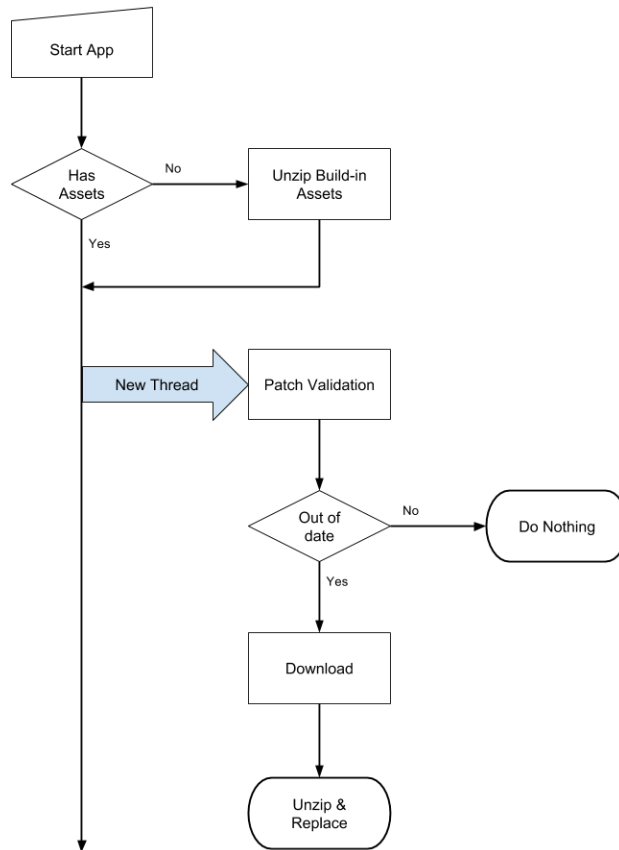 Start App
Has
Assets
No
Unzip Build-in
Assets
Yes
New Thread
Patch Validation
Out of
date
No
Do Nothing
Yes
Download
Unzip &
Replace